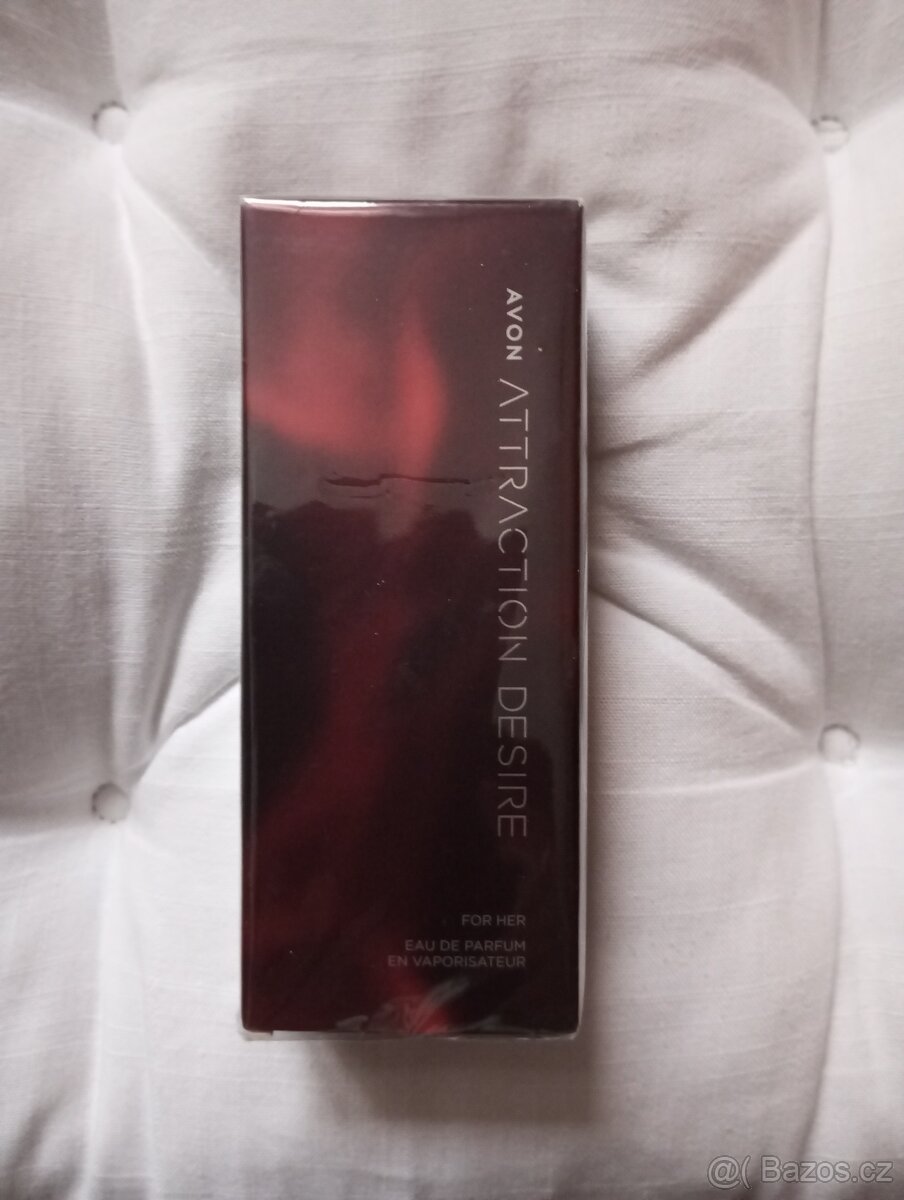 AVON ATTRACTION DESIRE
FOR HER
EAU DE PARFUM
EN VAPORISATEUR
@( Bazos.cz